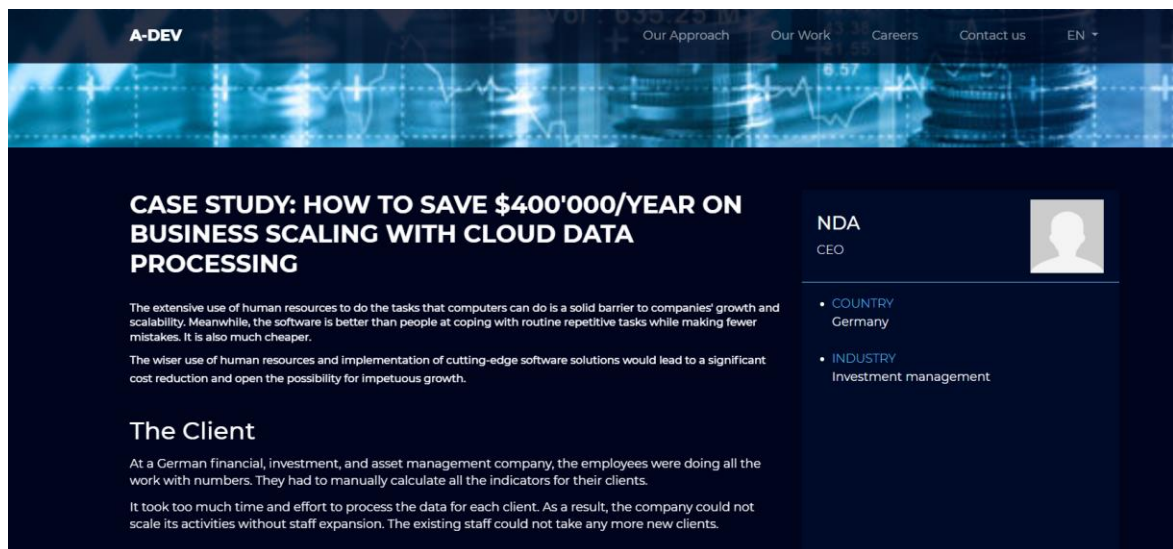 Vol : 635.25 M
A-DEV
Our Approach
Our Work
Careers
Contact us
EN
6.57
CASE STUDY: HOW TO SAVE $400'000/YEAR ON
BUSINESS SCALING WITH CLOUD DATA
PROCESSING
The extensive use of human resources to do the tasks that computers can do is a solid barrier to companies' growth and
scalability. Meanwhile, the software is better than people at coping with routine repetitive tasks while making fewer
mistakes. It is also much cheaper.
The wiser use of human resources and implementation of cutting-edge software solutions would lead to a significant
cost reduction and open the possibility for impetuous growth.
The Client
At a German financial, investment, and asset management company, the employees were doing all the
work with numbers. They had to manually calculate all the indicators for their clients.
It took too much time and effort to process the data for each client. As a result, the company could not
scale its activities without staff expansion. The existing staff could not take any more new clients.
NDA
CEO
COUNTRY
Germany
INDUSTRY
Investment management